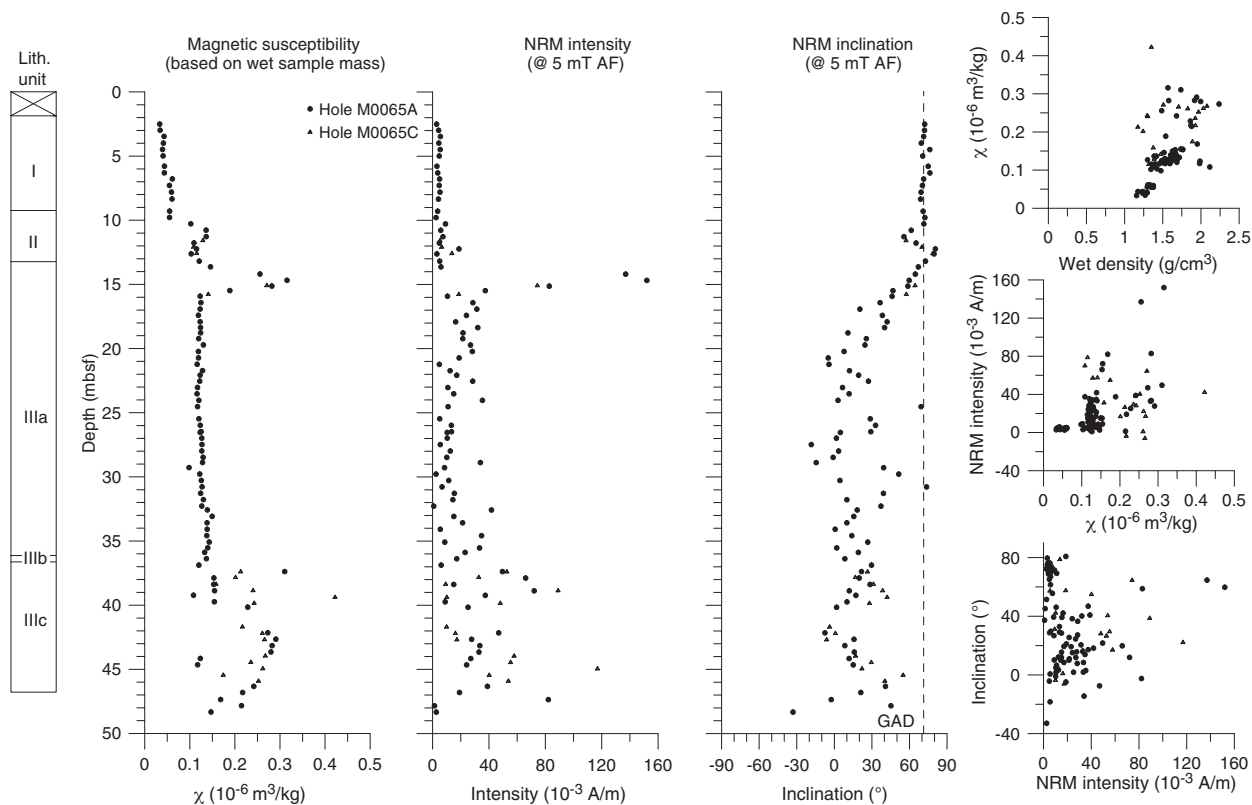 Lith.
unit
I
II
IIIa
IIIb
IIIc
Magnetic susceptibility
(based on wet sample mass)
Hole M0065A
Hole M0065C
Depth (mbsf)
0
5
10
15
20
25
30
35
40
45
50
0 0.1 0.2 0.3 0.4 0.5
χ (10⁻⁶ m³/kg)
NRM intensity
(@ 5 mT AF)
0 40 80 120 160
Intensity (10⁻³ A/m)
NRM inclination
(@ 5 mT AF)
GAD
-90 -60 -30 0 30 60 90
Inclination (°)
χ (10⁻⁶ m³/kg)
0.5
0.4
0.3
0.2
0.1
0
0 0.5 1 1.5 2 2.5
Wet density (g/cm³)
NRM intensity (10⁻³ A/m)
160
120
80
40
0
-40
0 0.1 0.2 0.3 0.4 0.5
χ (10⁻⁶ m³/kg)
Inclination (°)
80
40
0
-40
0 40 80 120 160
NRM intensity (10⁻³ A/m)